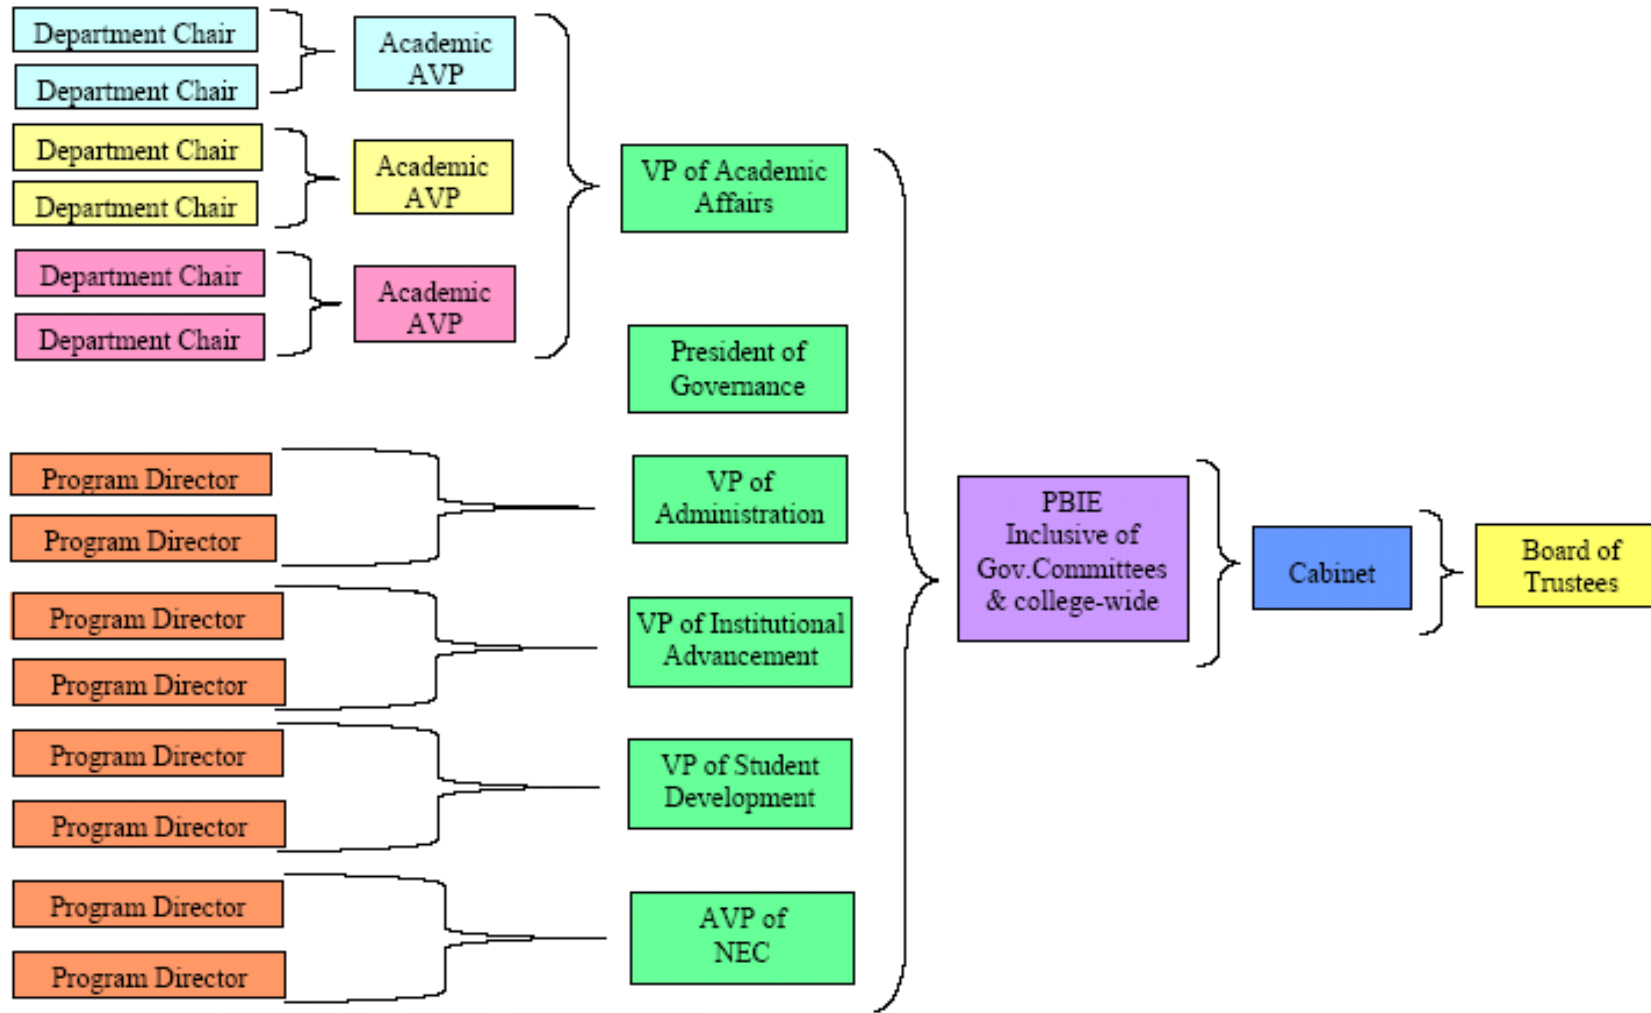 Department Chair
Department Chair
Academic
AVP
Department Chair
Department Chair
Academic
AVP
Department Chair
Department Chair
Academic
AVP
VP of Academic
Affairs
President of
Governance
Program Director
Program Director
VP of
Administration
Program Director
Program Director
VP of Institutional
Advancement
Program Director
Program Director
VP of Student
Development
Program Director
Program Director
AVP of
NEC
PBIE
Inclusive of
Gov.Committees
& college-wide
Cabinet
Board of
Trustees